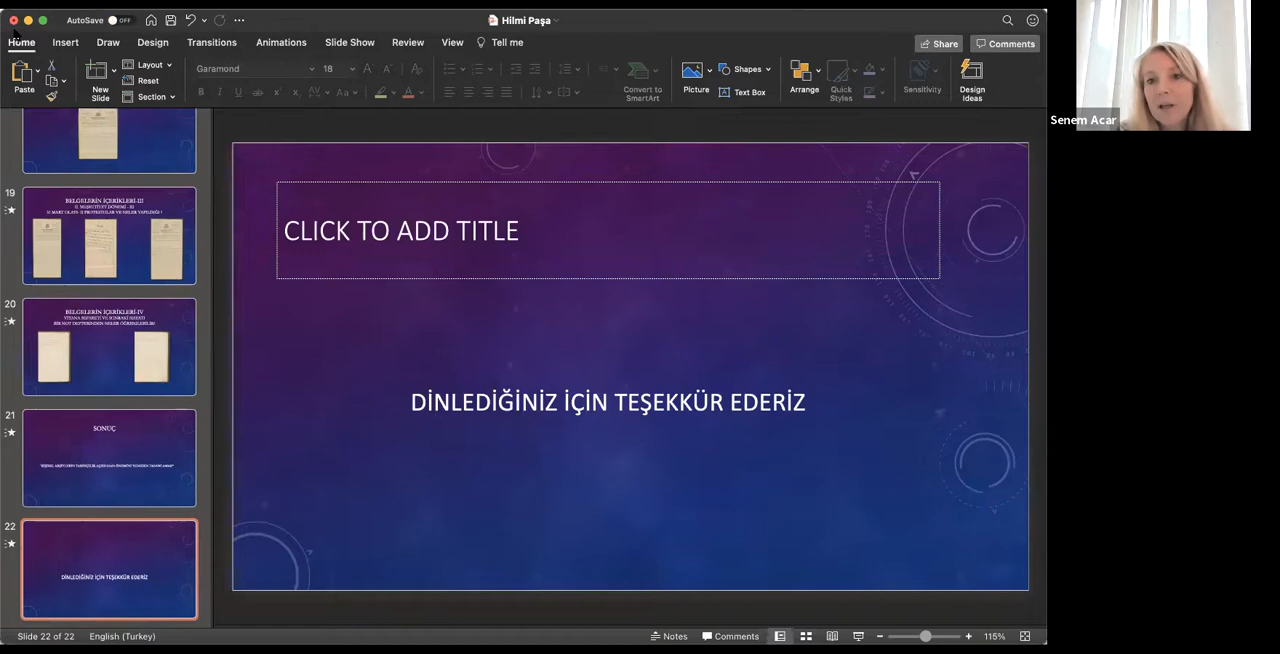 AutoSave OFF
Hilmi Paşa
Home Insert Draw Design Transitions Animations Slide Show Review View Tell me
Share Comments
Paste
New Slide
Layout
Reset
Section
Garamond 18
Convert to SmartArt
Picture
Shapes
Text Box
Arrange
Quick Styles
Sensitivity
Design Ideas
Senem Acar
19
BELGELERİN İÇERİKLERİ-III
20
BELGELERİN İÇERİKLERİ-IV
21
SONUÇ
22
DİNLEDİĞİNİZ İÇİN TEŞEKKÜR EDERİZ
CLICK TO ADD TITLE
DİNLEDİĞİNİZ İÇİN TEŞEKKÜR EDERİZ
Slide 22 of 22 English (Turkey)
Notes Comments 115%